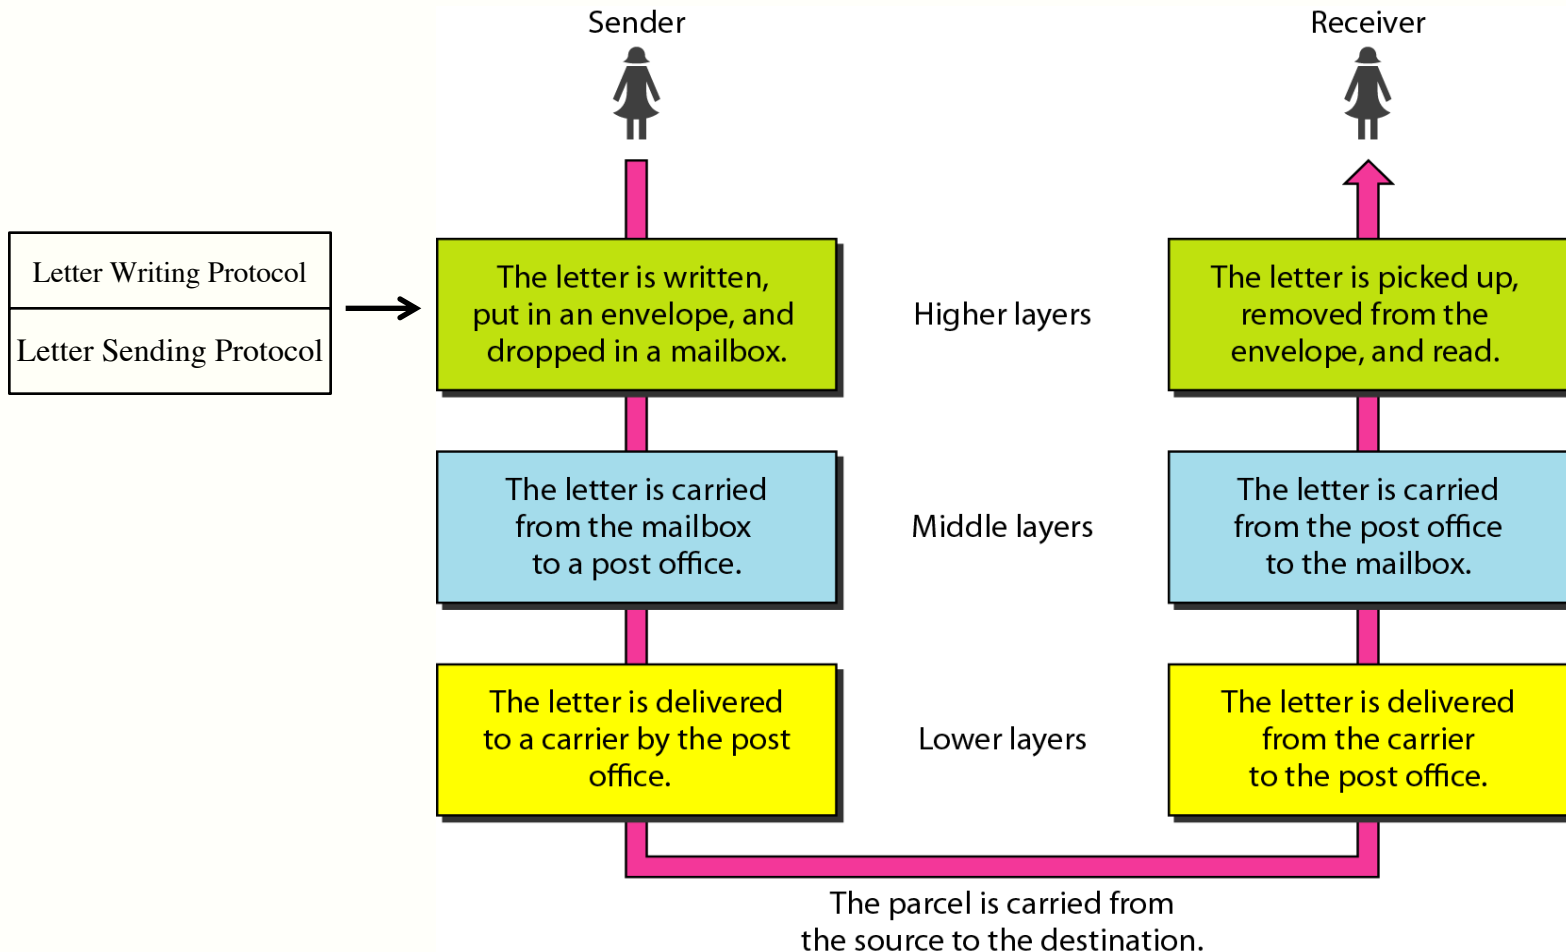 Sender
Receiver
Letter Writing Protocol
Letter Sending Protocol
The letter is written,
put in an envelope, and
dropped in a mailbox.
Higher layers
The letter is picked up,
removed from the
envelope, and read.
The letter is carried
from the mailbox
to a post office.
Middle layers
The letter is carried
from the post office
to the mailbox.
The letter is delivered
to a carrier by the post
office.
Lower layers
The letter is delivered
from the carrier
to the post office.
The parcel is carried from
the source to the destination.